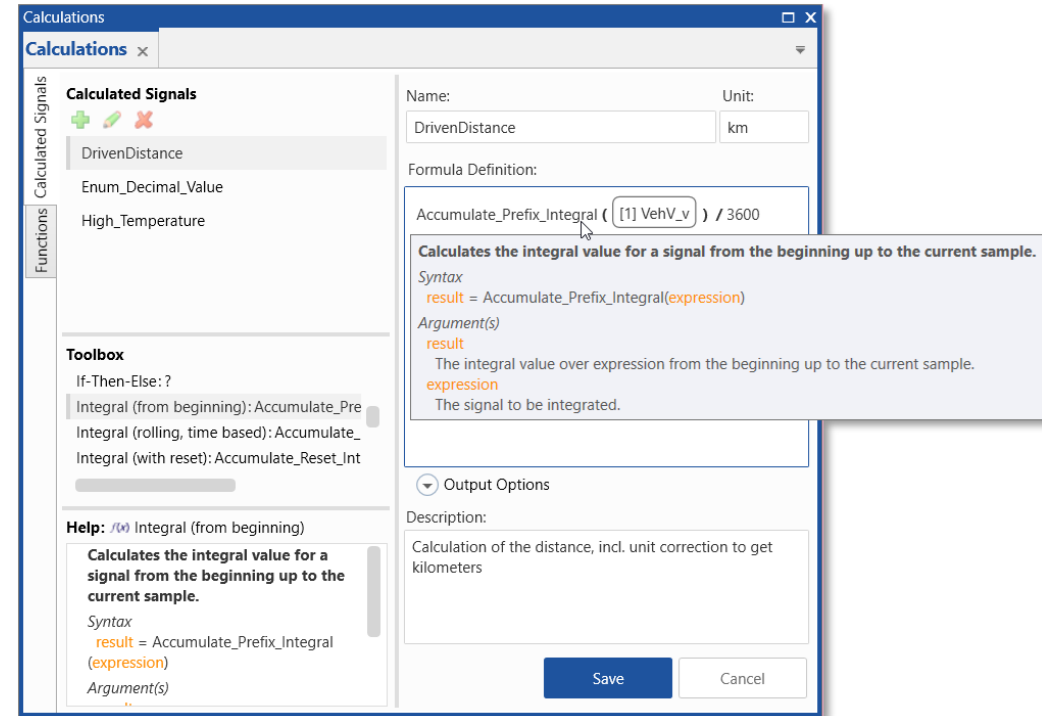 Calculations
Calculations
Calculated Signals
Functions
Calculated Signals
DrivenDistance
Enum_Decimal_Value
High_Temperature
Toolbox
If-Then-Else: ?
Integral (from beginning): Accumulate_Pre
Integral (rolling, time based): Accumulate_
Integral (with reset): Accumulate_Reset_Int
Help: f(x) Integral (from beginning)
Calculates the integral value for a
signal from the beginning up to the
current sample.
Syntax
result = Accumulate_Prefix_Integral
(expression)
Argument(s)
Name:
Unit:
DrivenDistance
km
Formula Definition:
Accumulate_Prefix_Integral ( [1] VehV_v ) / 3600
Calculates the integral value for a signal from the beginning up to the current sample.
Syntax
result = Accumulate_Prefix_Integral(expression)
Argument(s)
result
The integral value over expression from the beginning up to the current sample.
expression
The signal to be integrated.
Output Options
Description:
Calculation of the distance, incl. unit correction to get
kilometers
Save
Cancel